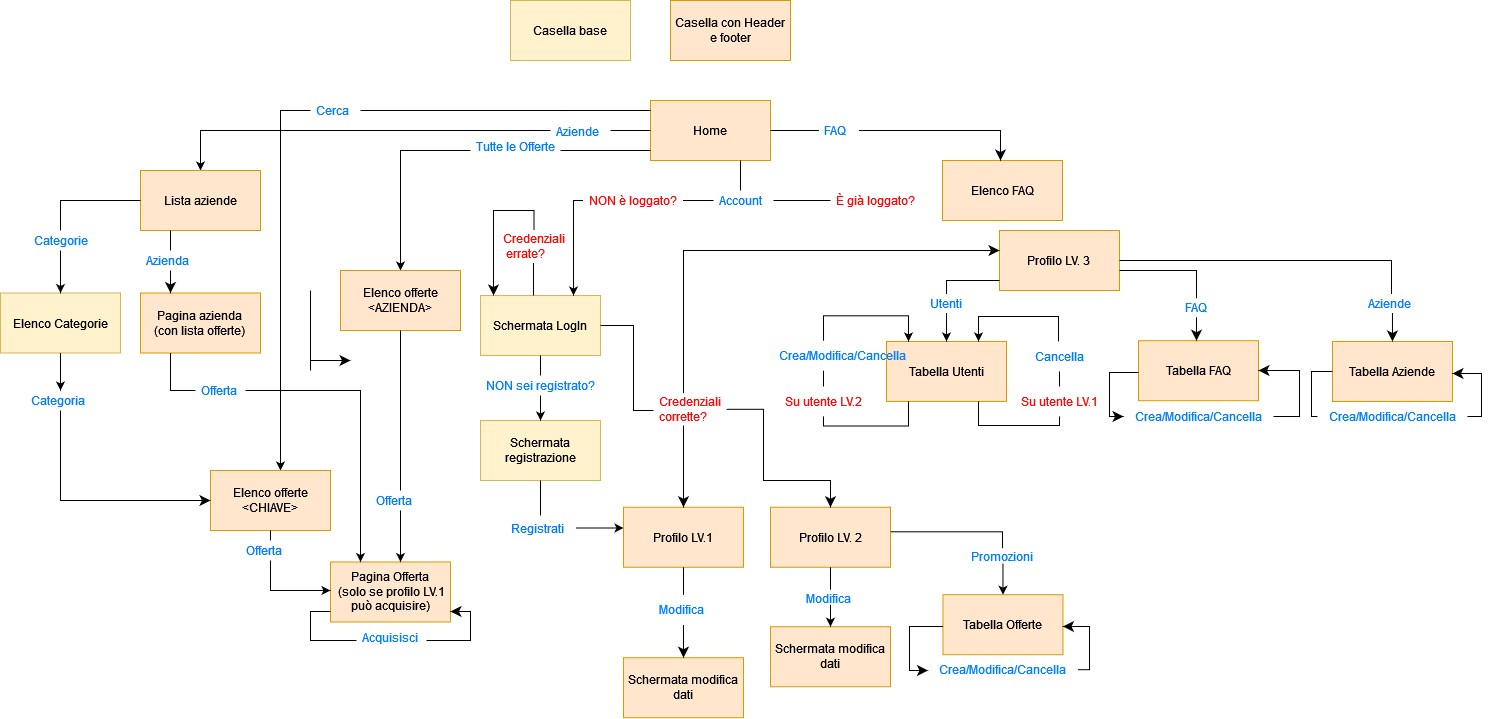 Casella base
Casella con Header
e footer
Cerca
Home
Aziende
FAQ
Tutte le Offerte
Lista aziende
Elenco FAQ
NON è loggato?
Account
È già loggato?
Categorie
Credenziali
errate?
Azienda
Profilo LV. 3
Elenco offerte
<AZIENDA>
Utenti
FAQ
Aziende
Elenco Categorie
Pagina azienda
(con lista offerte)
Schermata LogIn
Crea/Modifica/Cancella
Cancella
Tabella Utenti
Tabella FAQ
Tabella Aziende
NON sei registrato?
Categoria
Offerta
Credenziali
corrette?
Su utente LV.2
Su utente LV.1
Crea/Modifica/Cancella
Crea/Modifica/Cancella
Schermata
registrazione
Elenco offerte
<CHIAVE>
Offerta
Registrati
Profilo LV.1
Profilo LV. 2
Offerta
Promozioni
Pagina Offerta
(solo se profilo LV.1
può acquisire)
Modifica
Modifica
Tabella Offerte
Acquisisci
Schermata modifica
dati
Crea/Modifica/Cancella
Schermata modifica
dati